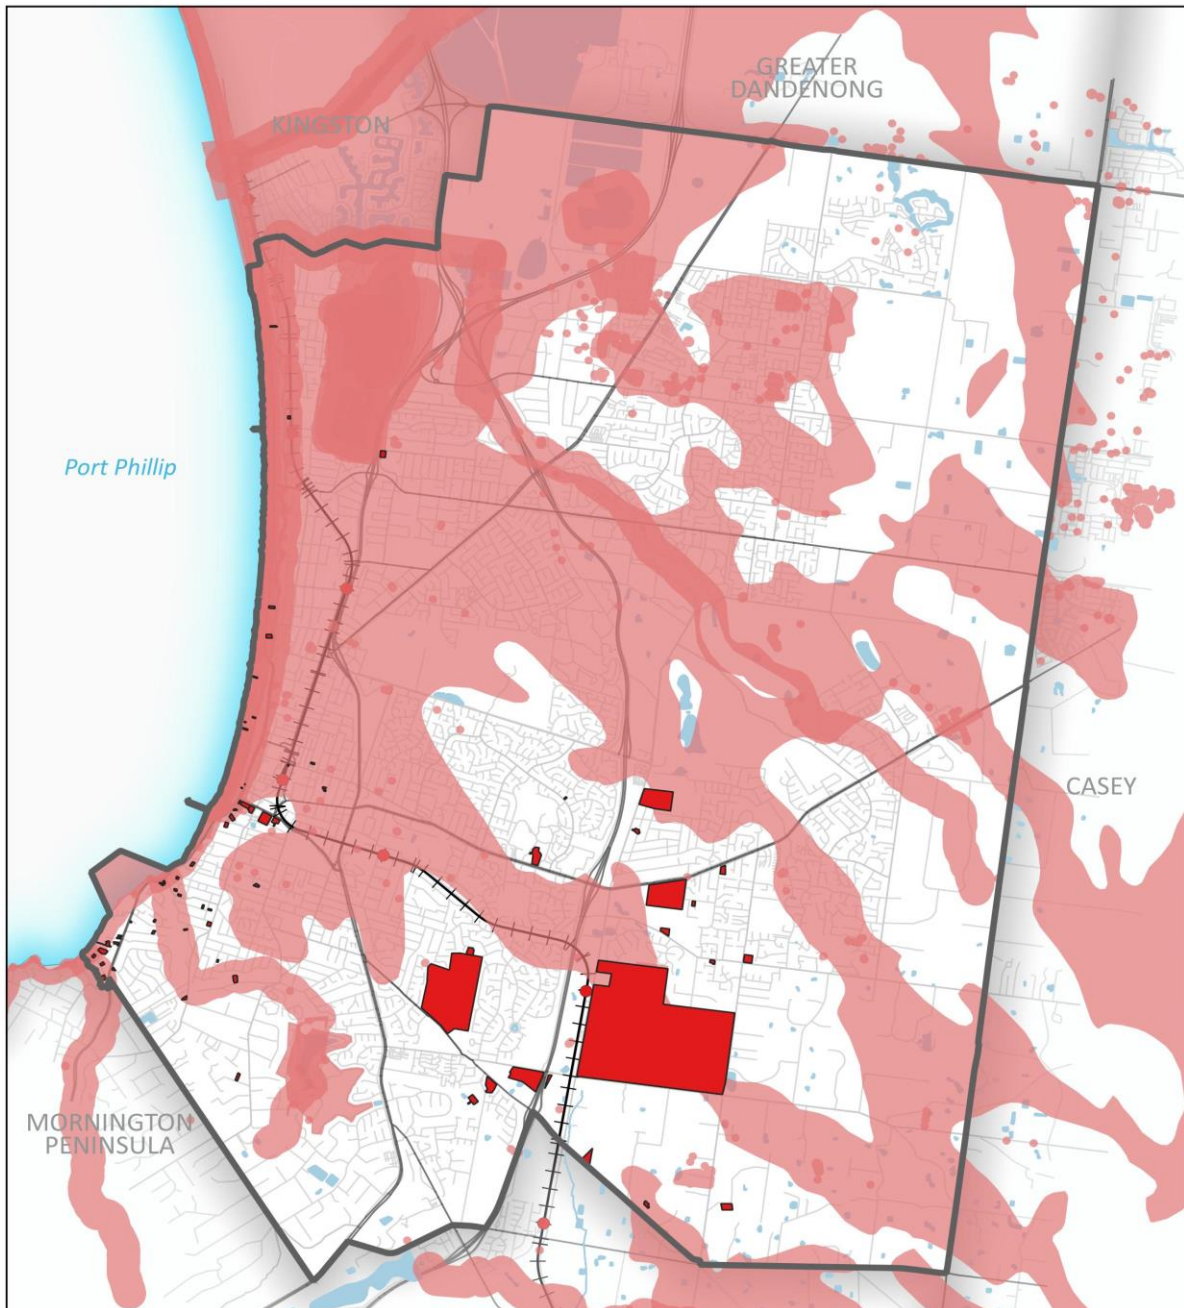 GREATER
DANDENONG
KINGSTON
Port Phillip
CASEY
MORNINGTON
PENINSULA